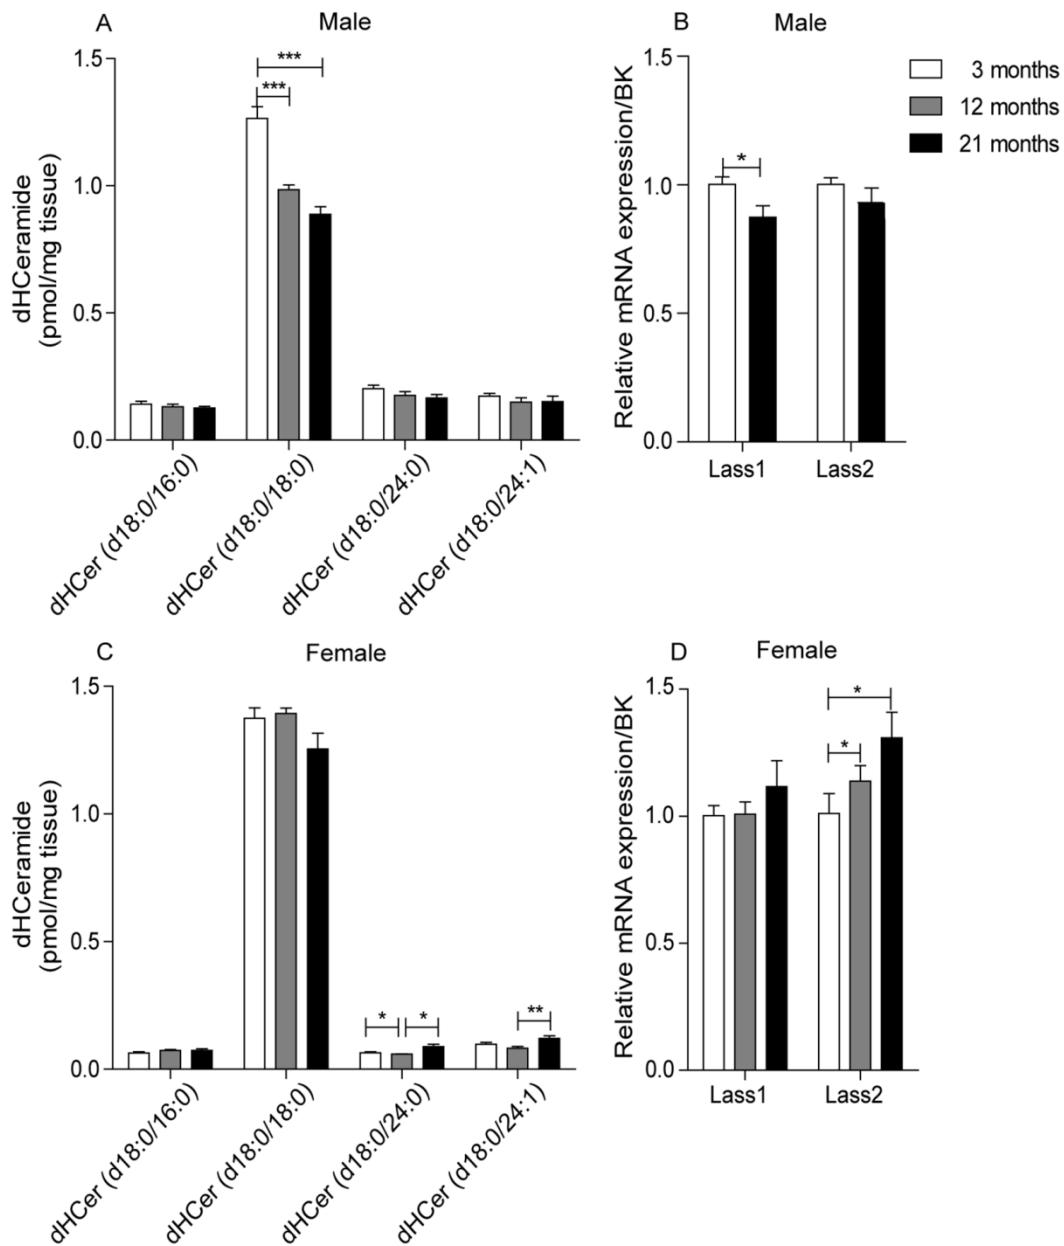 A
Male
dHCeramide
(pmol/mg tissue)
1.5
1.0
0.5
0.0
***
***
dHCer (d18:0/16:0)
dHCer (d18:0/18:0)
dHCer (d18:0/24:0)
dHCer (d18:0/24:1)
B
Male
Relative mRNA expression/BK
1.5
1.0
0.5
0.0
*
Lass1
Lass2
3 months
12 months
21 months
C
Female
dHCeramide
(pmol/mg tissue)
1.5
1.0
0.5
0.0
*
*
**
dHCer (d18:0/16:0)
dHCer (d18:0/18:0)
dHCer (d18:0/24:0)
dHCer (d18:0/24:1)
D
Female
Relative mRNA expression/BK
1.5
1.0
0.5
0.0
*
*
Lass1
Lass2